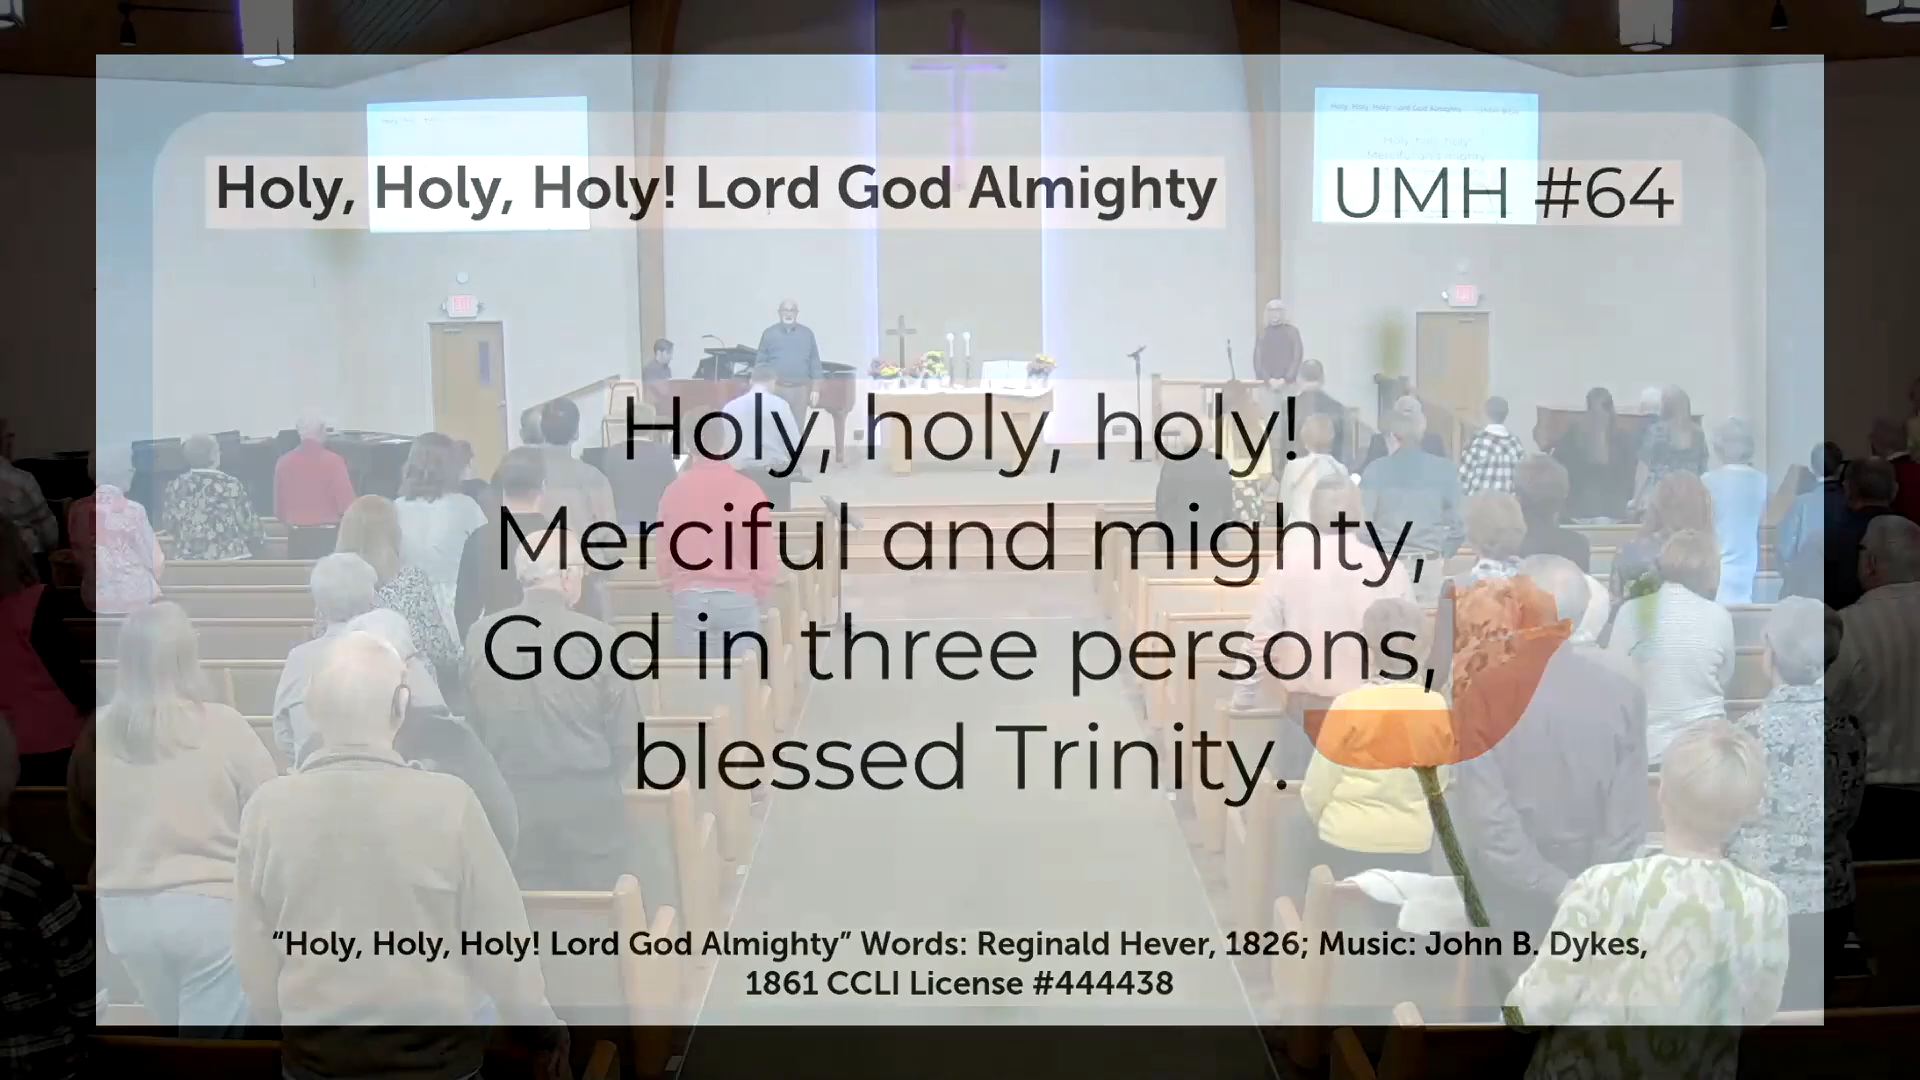 Holy, Holy, Holy! Lord God Almighty
UMH #64
Holy, holy, holy!
Merciful and mighty,
God in three persons,
blessed Trinity.
“Holy, Holy, Holy! Lord God Almighty” Words: Reginald Hever, 1826; Music: John B. Dykes,
1861 CCLI License #444438